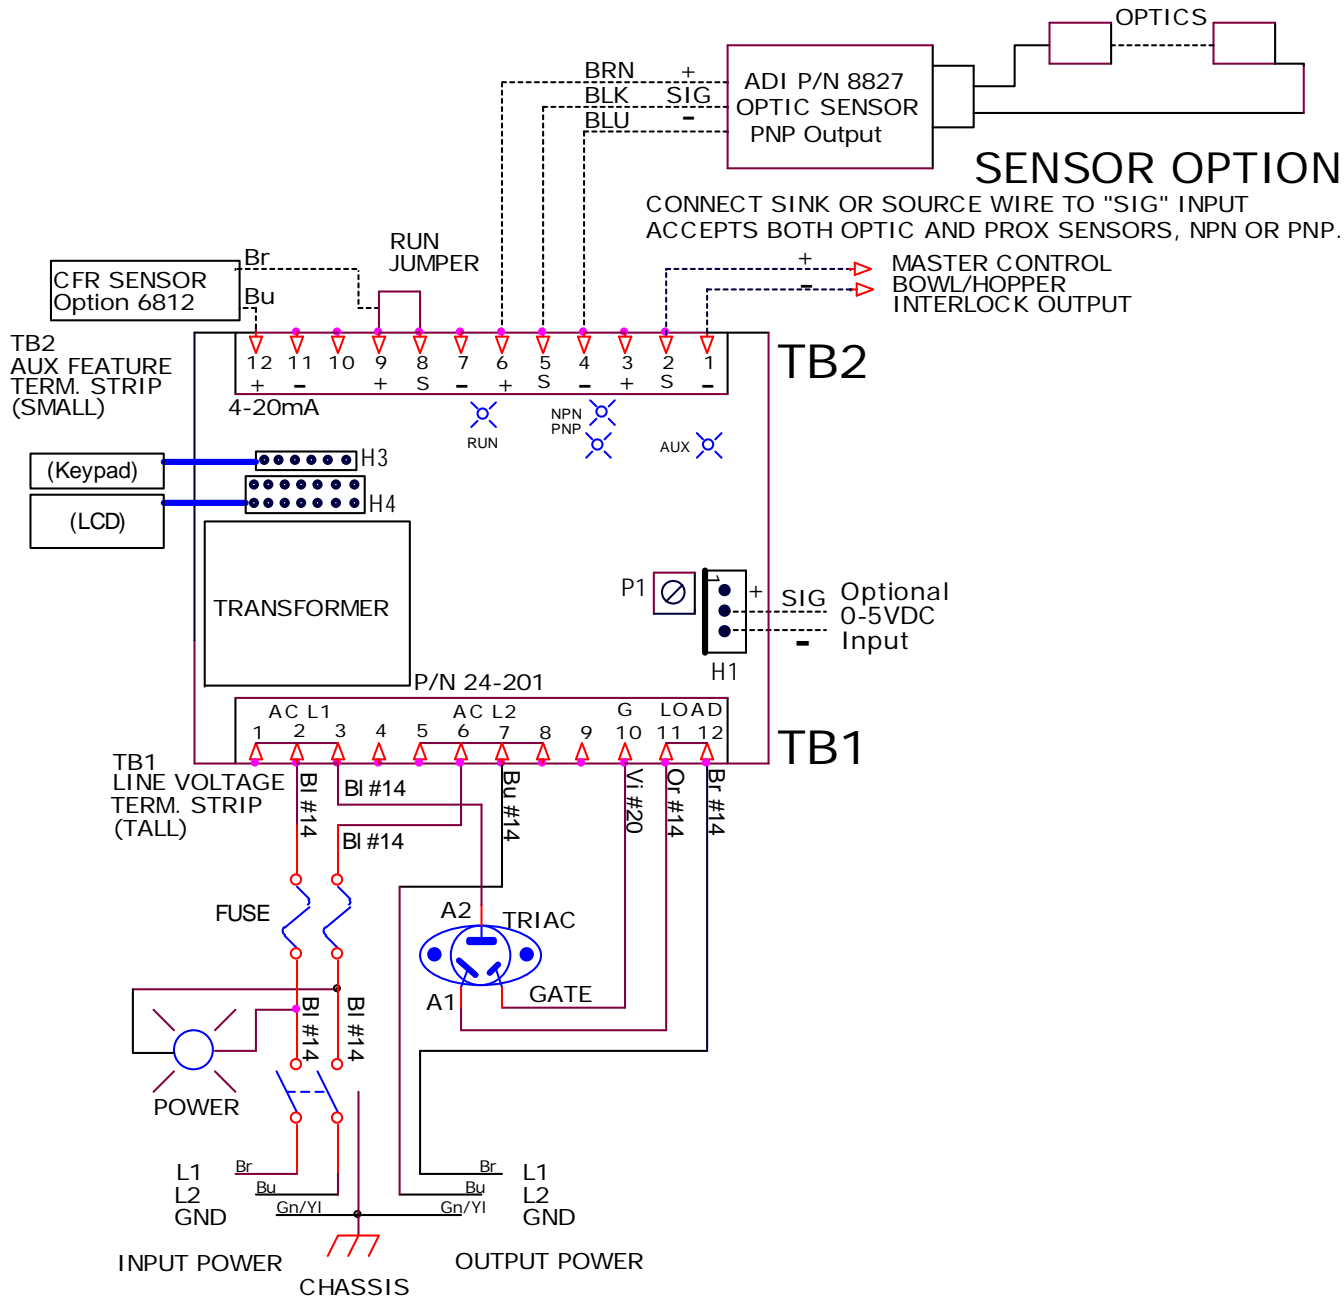 OPTICS
BRN +
BLK SIG
BLU -
ADI P/N 8827
OPTIC SENSOR
PNP Output
SENSOR OPTION
CONNECT SINK OR SOURCE WIRE TO "SIG" INPUT
ACCEPTS BOTH OPTIC AND PROX SENSORS, NPN OR PNP.
RUN
JUMPER
CFR SENSOR
Option 6812
Br
Bu
+ MASTER CONTROL
- BOWL/HOPPER
INTERLOCK OUTPUT
TB2
AUX FEATURE
TERM. STRIP
(SMALL)
12 11 10 9 8 7 6 5 4 3 2 1
+ - + S - + S - + S -
TB2
4-20mA
RUN
NPN
PNP
AUX
(Keypad)
H3
(LCD)
H4
TRANSFORMER
P1
1
+
SIG
-
Optional
0-5VDC
Input
H1
P/N 24-201
AC L1 AC L2 G LOAD
1 2 3 4 5 6 7 8 9 10 11 12
TB1
TB1
LINE VOLTAGE
TERM. STRIP
(TALL)
Bl #14
Bl #14
Bl #14
Bu #14
Vi #20
Or #14
Br #14
FUSE
A2
TRIAC
A1
GATE
Bl #14
Bl #14
POWER
L1 Br
L2 Bu
GND Gn/Yl
Br L1
Bu L2
Gn/Yl GND
INPUT POWER
OUTPUT POWER
CHASSIS